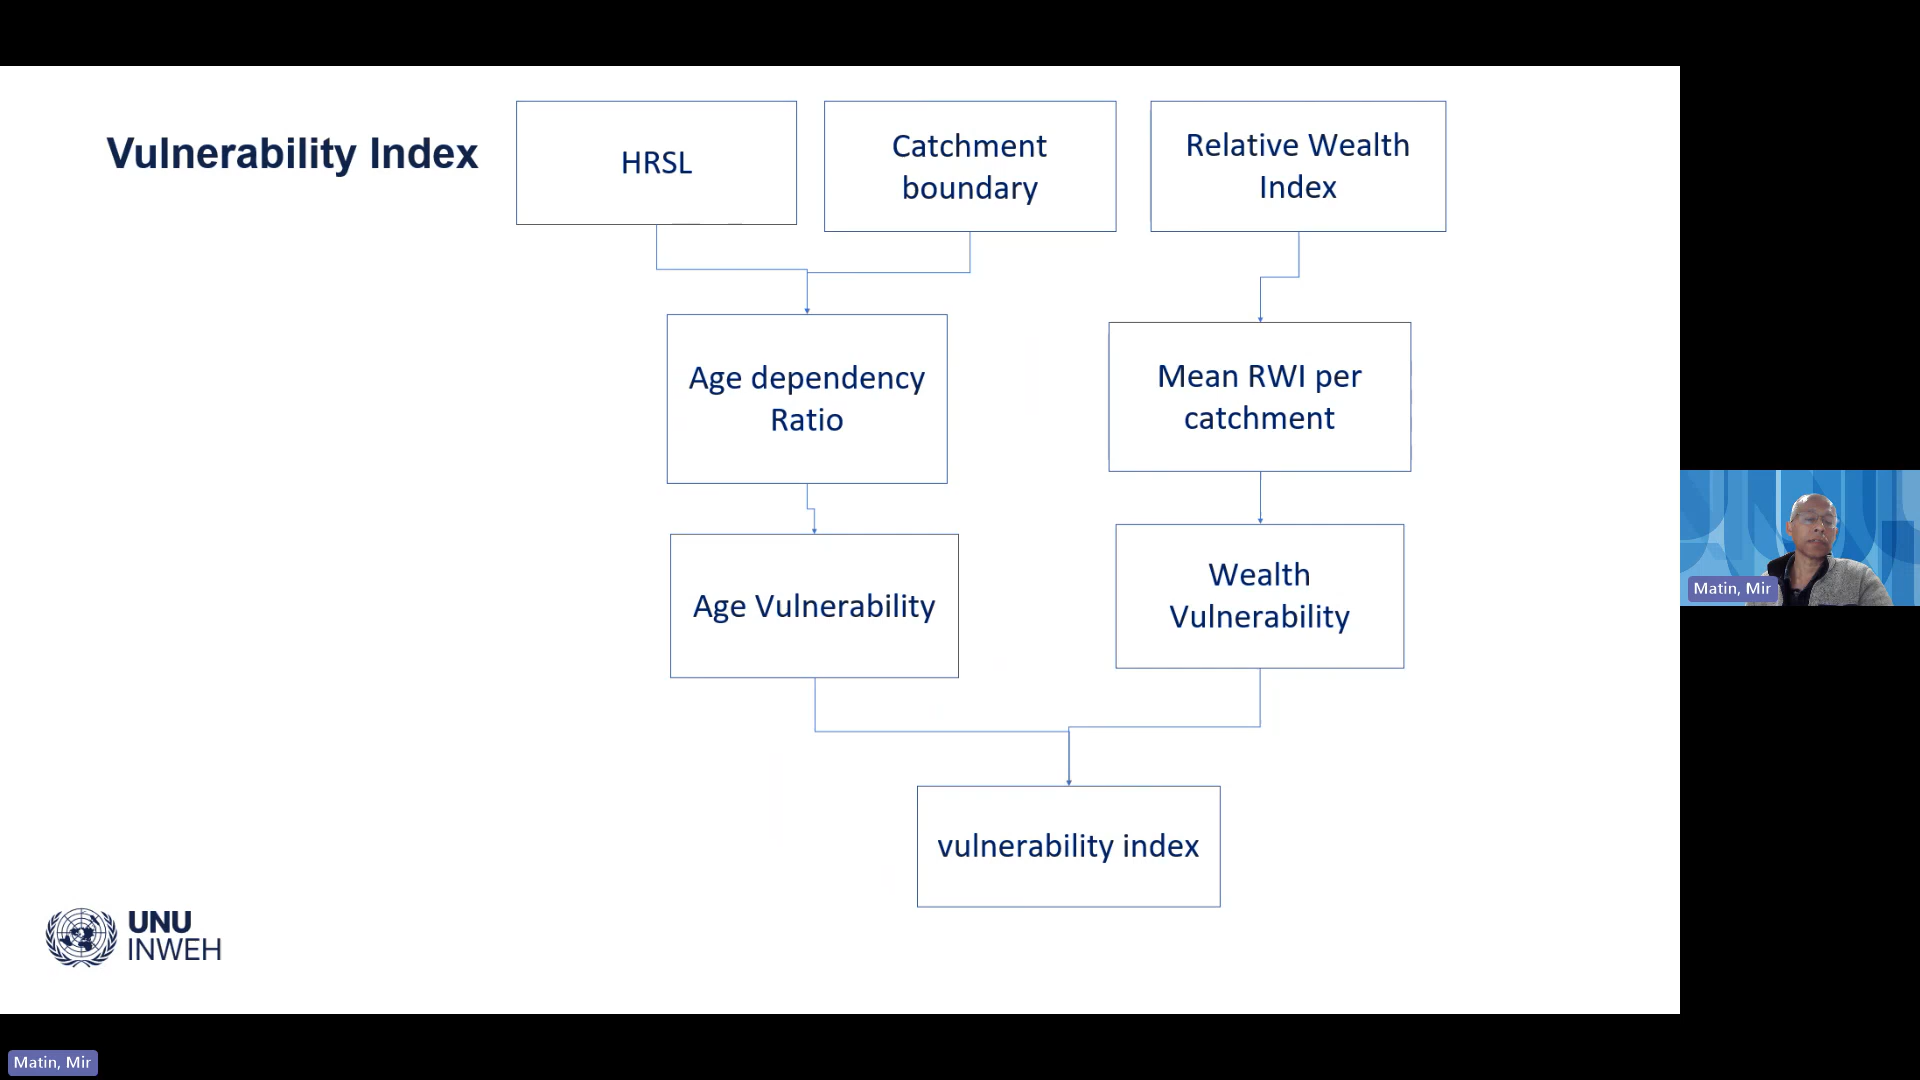 Vulnerability Index
HRSL
Catchment
boundary
Relative Wealth
Index
Age dependency
Ratio
Mean RWI per
catchment
Age Vulnerability
Wealth
Vulnerability
vulnerability index
UNU
INWEH
Matin, Mir
Matin, Mir